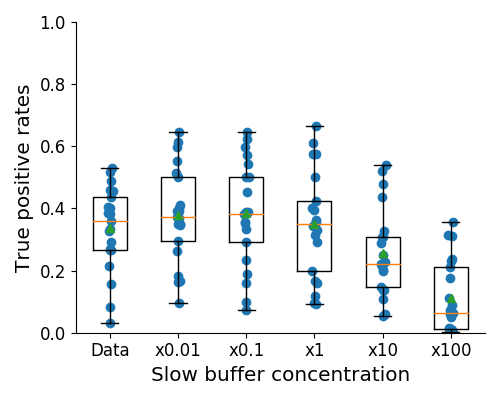 1.0
0.8
0.6
0.4
0.2
0.0
True positive rates
Data x0.01 x0.1 x1 x10 x100
Slow buffer concentration